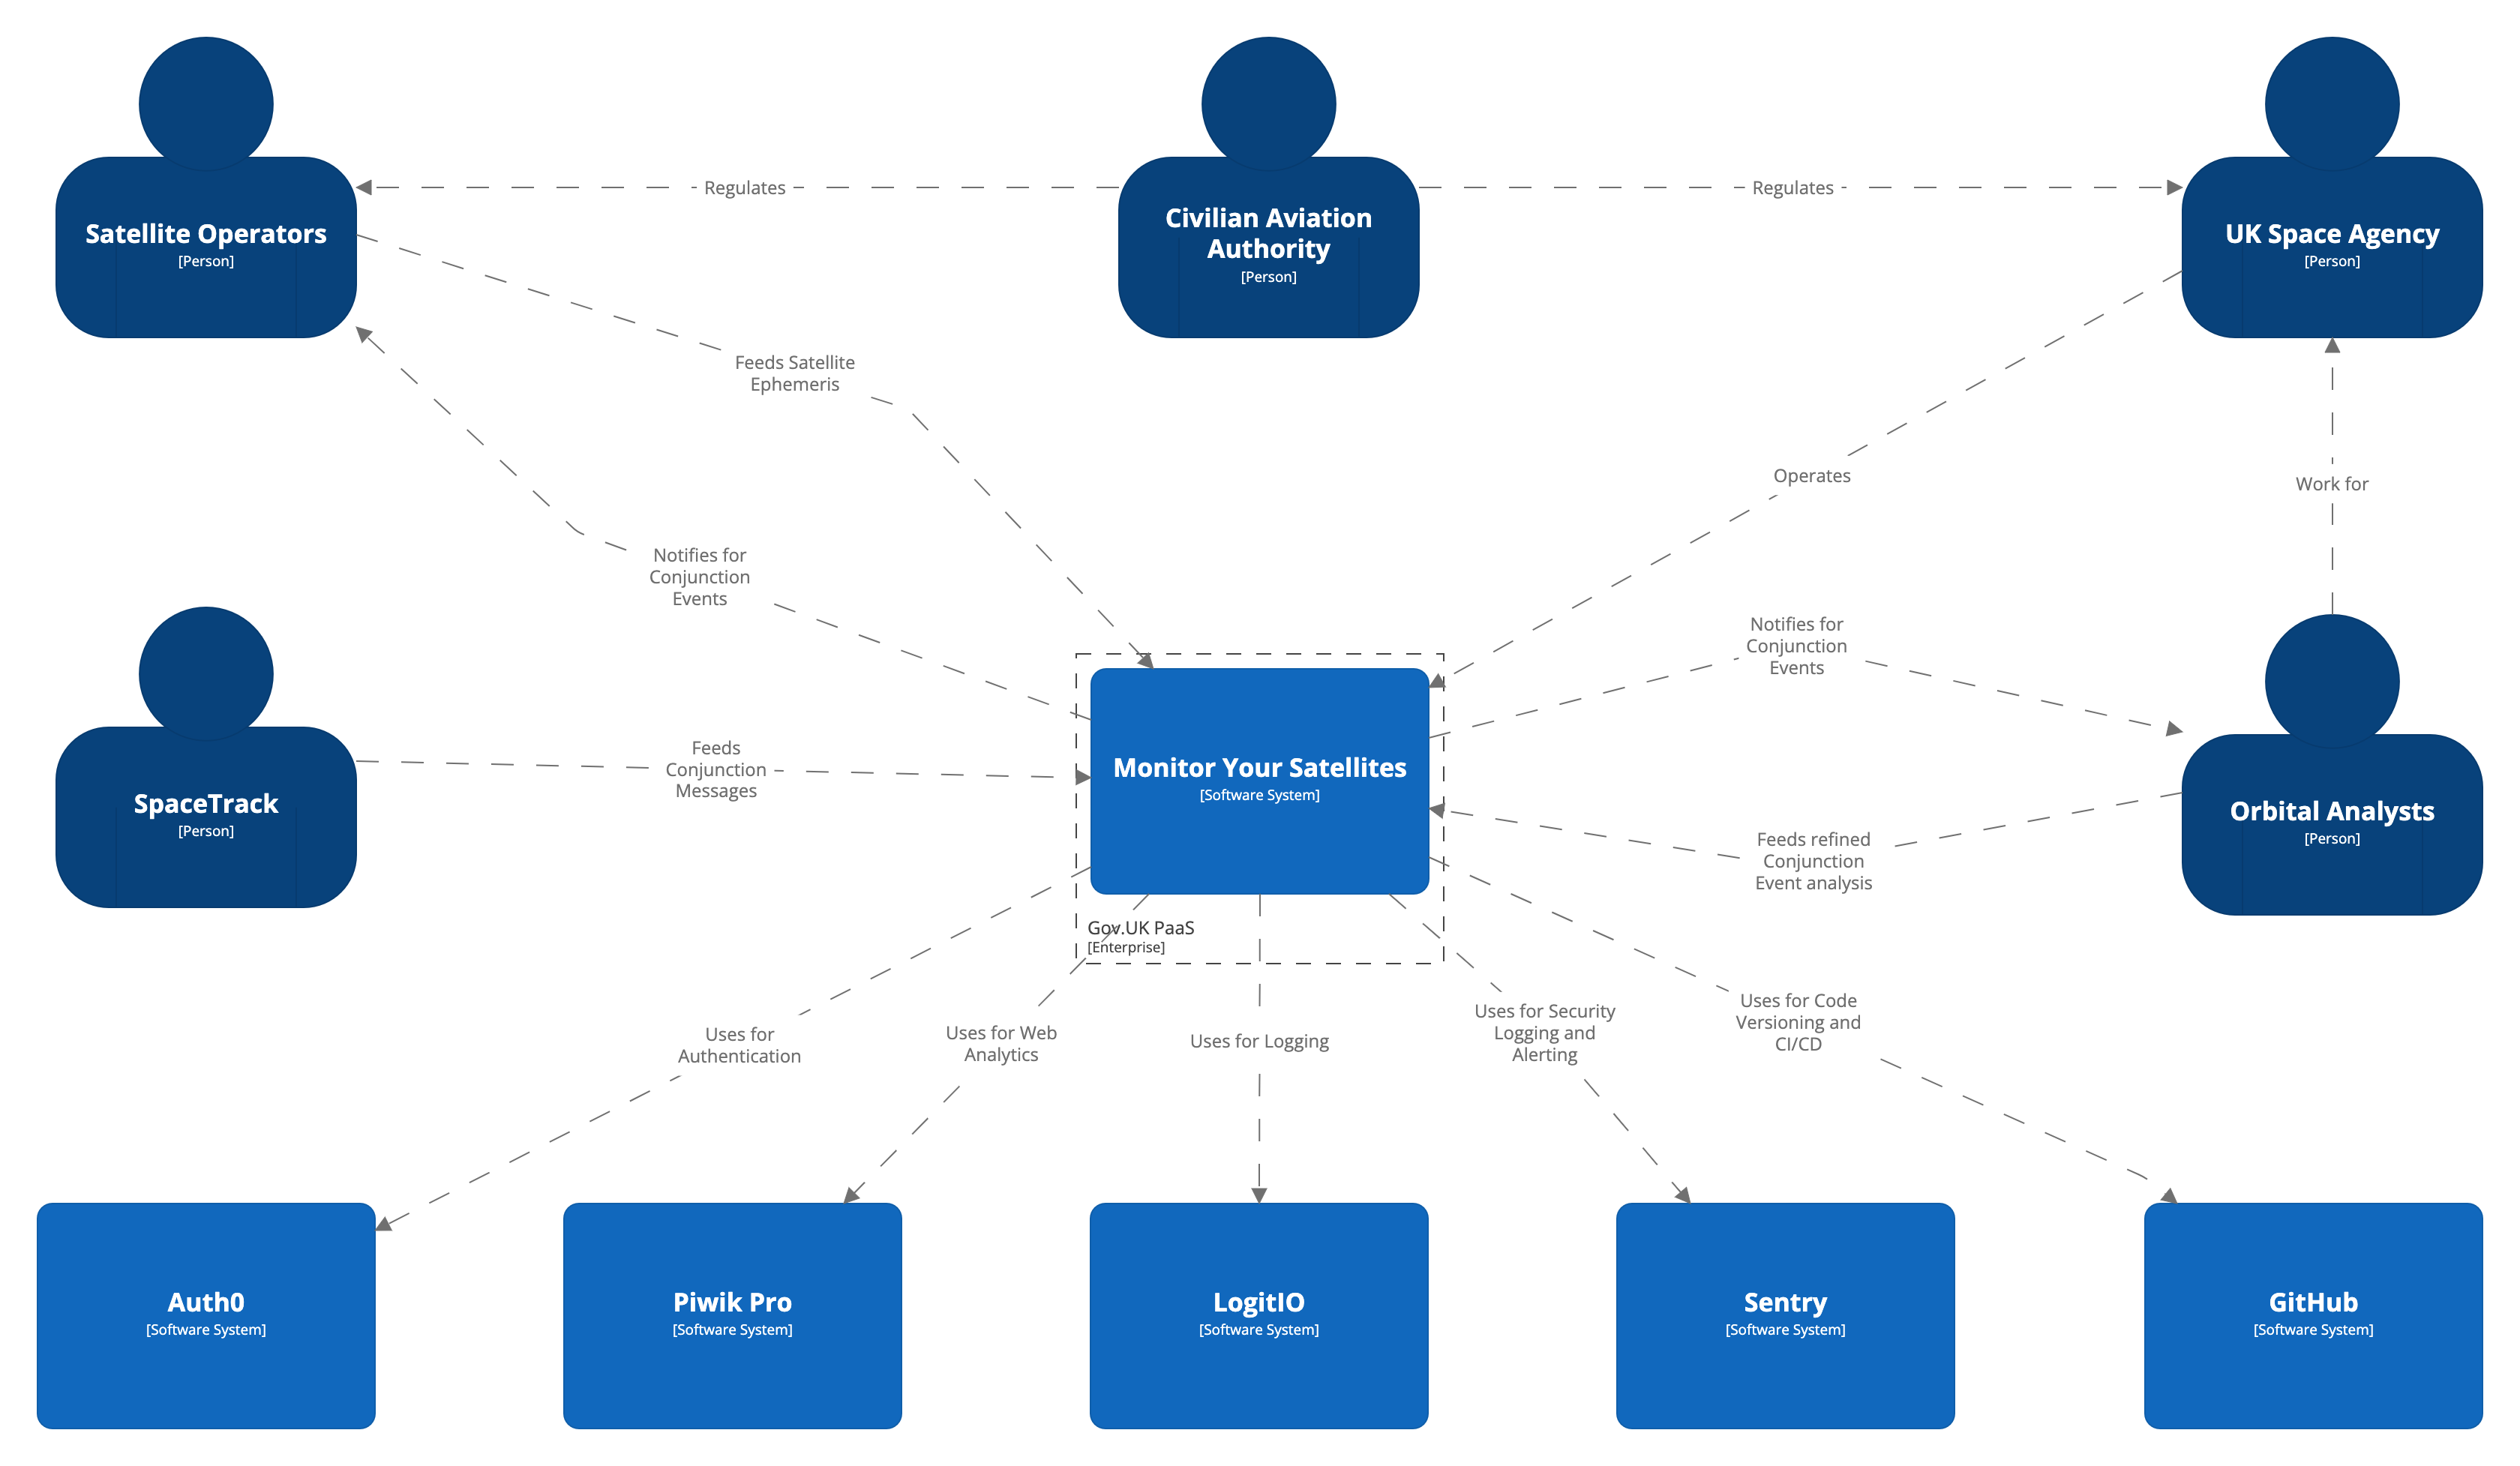 Regulates
Regulates
Satellite Operators
[Person]
Civilian Aviation
Authority
[Person]
UK Space Agency
[Person]
Feeds Satellite
Ephemeris
Operates
Work for
Notifies for
Conjunction
Events
Notifies for
Conjunction
Events
SpaceTrack
[Person]
Feeds
Conjunction
Messages
Monitor Your Satellites
[Software System]
Orbital Analysts
[Person]
Feeds refined
Conjunction
Event analysis
Gov.UK PaaS
[Enterprise]
Uses for
Authentication
Uses for Web
Analytics
Uses for Logging
Uses for Security
Logging and
Alerting
Uses for Code
Versioning and
CI/CD
Auth0
[Software System]
Piwik Pro
[Software System]
LogitIO
[Software System]
Sentry
[Software System]
GitHub
[Software System]